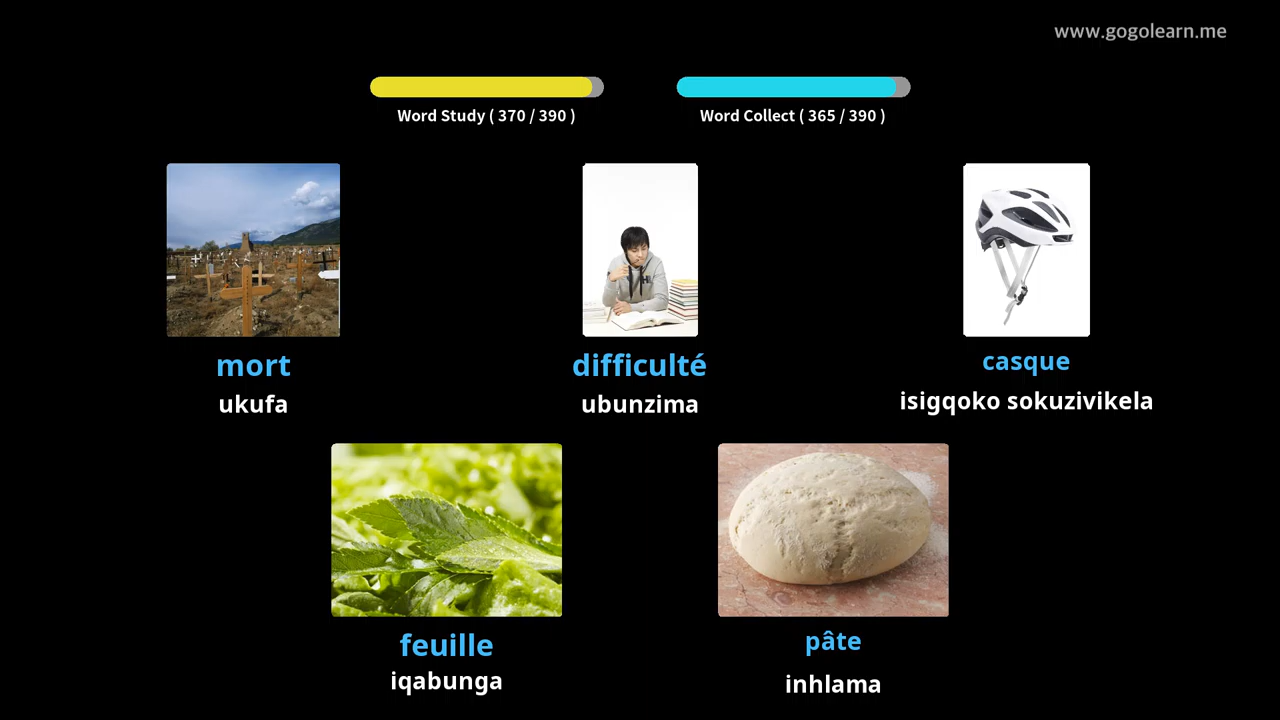 www.gogolearn.me
Word Study ( 370 / 390 )
Word Collect ( 365 / 390 )
mort
ukufa
difficulté
ubunzima
casque
isigqoko sokuzivikela
feuille
iqabunga
pâte
inhlama